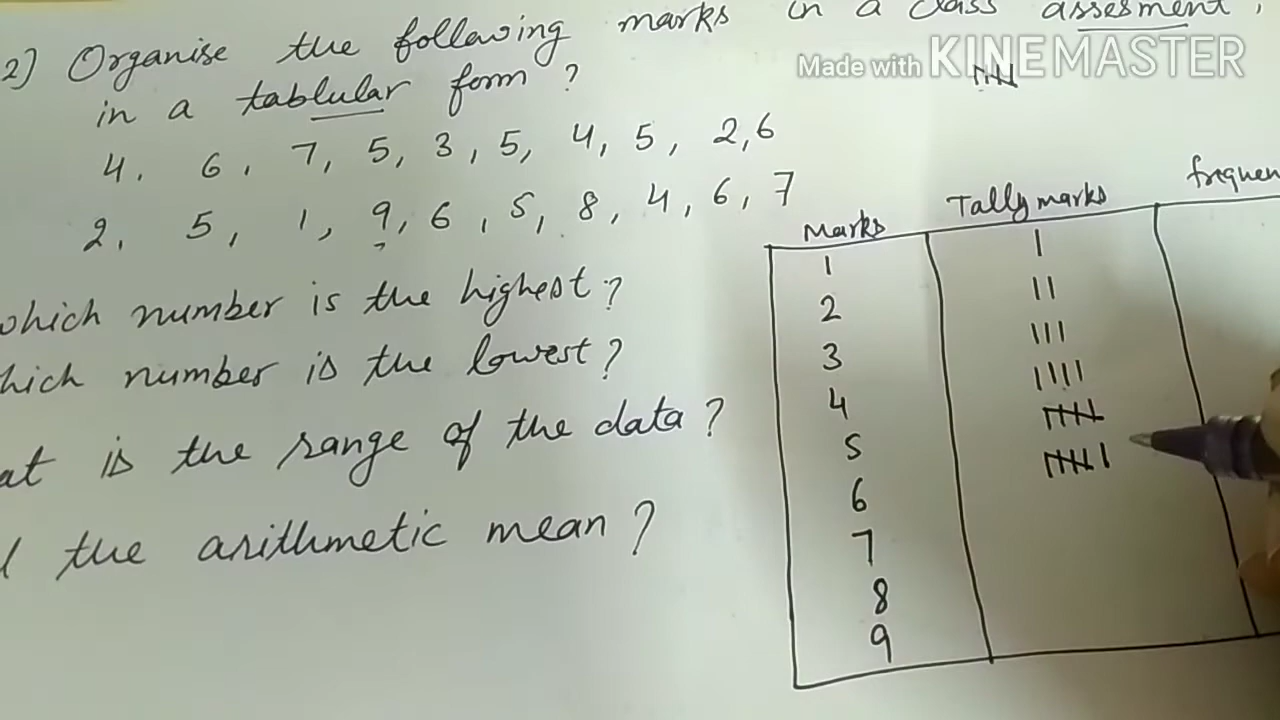 2) Organise the following marks in a class assesment,
in a tablular form ?
4, 6, 7, 5, 3, 5, 4, 5, 2, 6
2, 5, 1, 9, 6, 5, 8, 4, 6, 7
which number is the highest?
hich number is the lowest?
at is the range of the data?
the arithmetic mean?
Made with KINEMASTER
Marks Tally marks frequen
1 |
2 ||
3 |||
4 ||||
5 ||||
6 |||| |
7
8
9